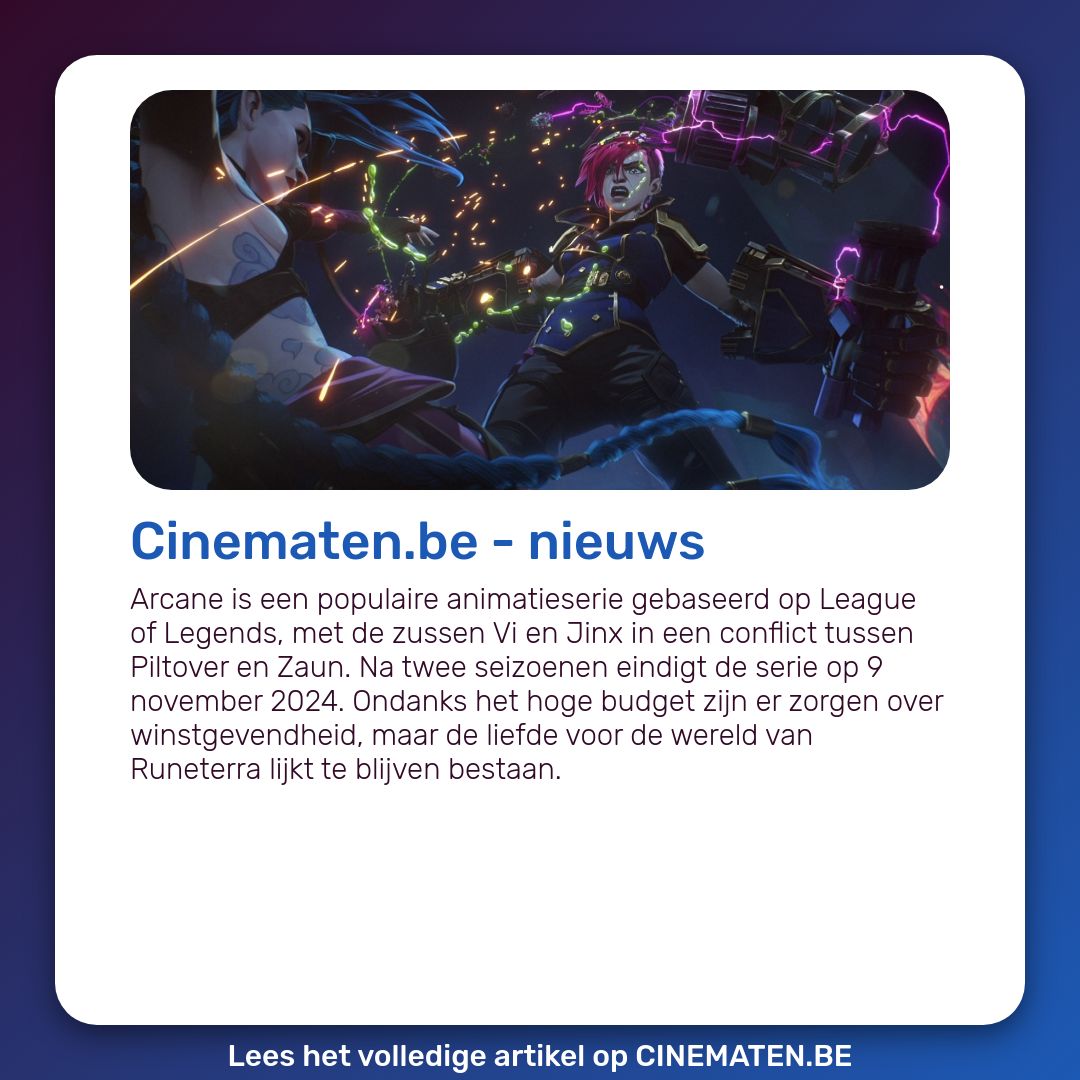 Cinematen.be - nieuws
Arcane is een populaire animatieserie gebaseerd op League
of Legends, met de zussen Vi en Jinx in een conflict tussen
Piltover en Zaun. Na twee seizoenen eindigt de serie op 9
november 2024. Ondanks het hoge budget zijn er zorgen over
winstgevendheid, maar de liefde voor de wereld van
Runeterra lijkt te blijven bestaan.
Lees het volledige artikel op CINEMATEN.BE